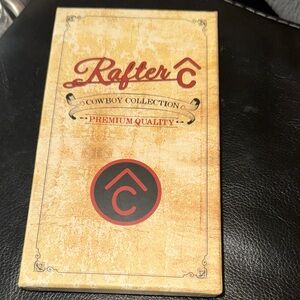 Rafter C
COWBOY COLLECTION
PREMIUM QUALITY
C